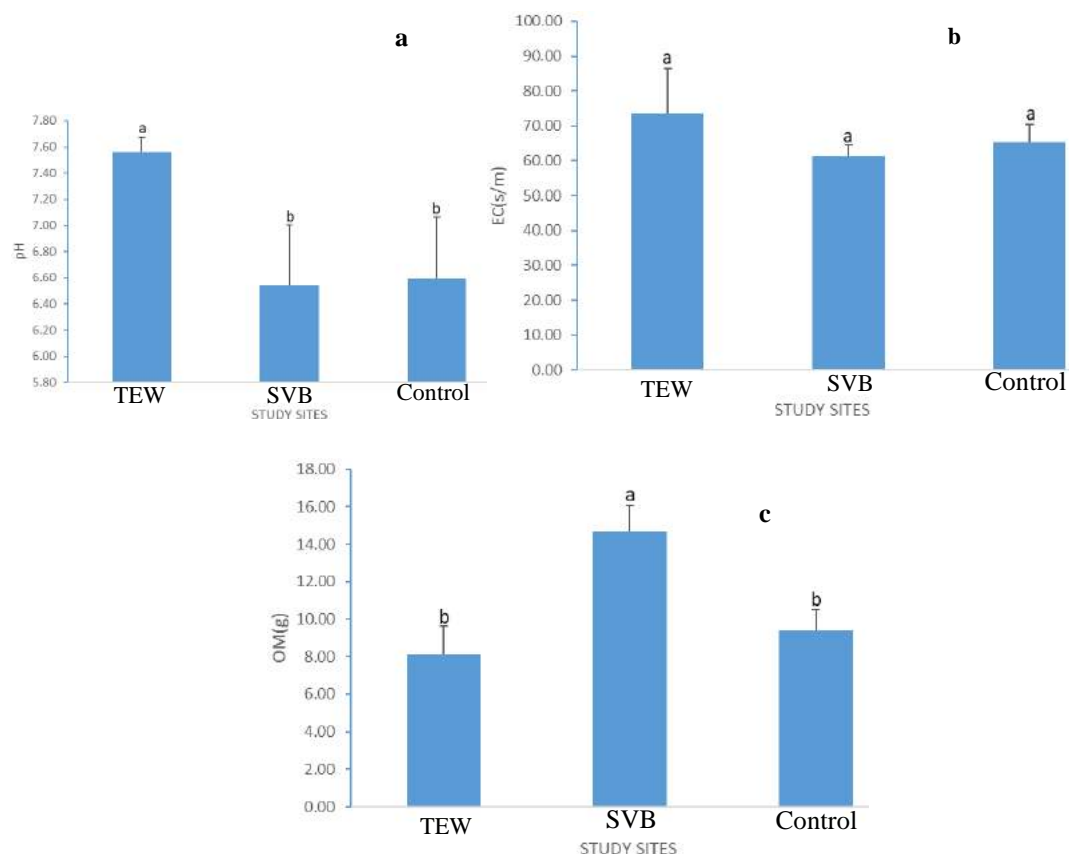 a
7.80
7.60
7.40
7.20
7.00
6.80
6.60
6.40
6.20
6.00
5.80
pH
a
b
b
TEW SVB Control
STUDY SITES
b
100.00
90.00
80.00
70.00
60.00
50.00
40.00
30.00
20.00
10.00
0.00
EC(s/m)
a
a
a
TEW SVB Control
STUDY SITES
c
18.00
16.00
14.00
12.00
10.00
8.00
6.00
4.00
2.00
0.00
OM(g)
b
a
b
TEW SVB Control
STUDY SITES